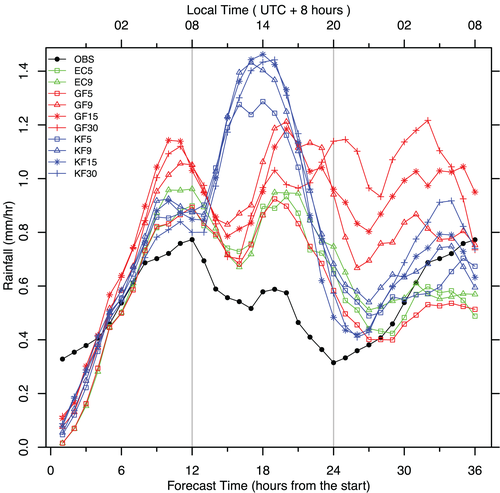 Local Time ( UTC + 8 hours )
02 08 14 20 02 08
OBS
EC5
EC9
GF5
GF9
GF15
GF30
KF5
KF9
KF15
KF30
Rainfall (mm/hr)
1.4
1.2
1.0
0.8
0.6
0.4
0.2
0.0
0 6 12 18 24 30 36
Forecast Time (hours from the start)